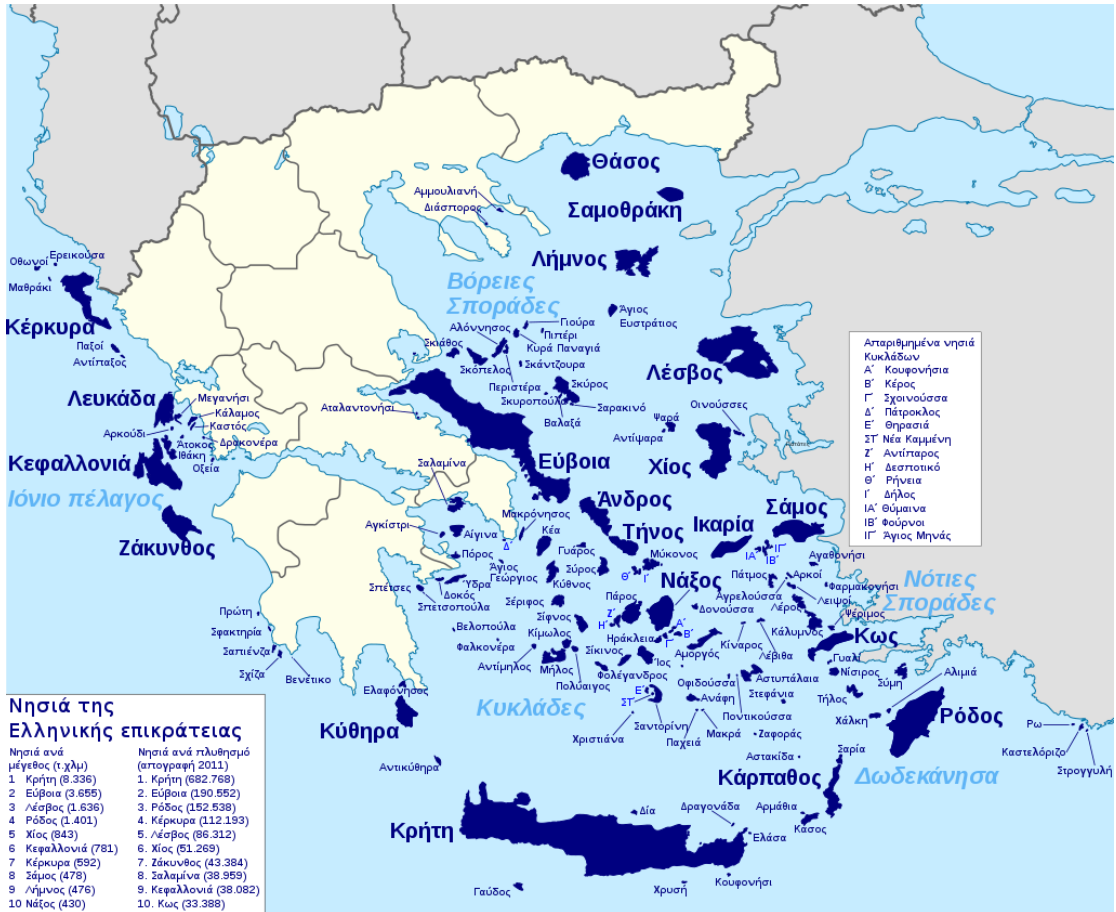 Θάσος
Σαμοθράκη
Αμμουλιανή
Διάσπορος
Λήμνος
Οθωνοί
Ερεικούσα
Μαθράκι
Κέρκυρα
Παξοί
Αντίπαξος
Βόρειες
Σποράδες
Αλόννησος
Γιούρα
Πιπέρι
Κυρά Παναγιά
Σκιάθος
Σκόπελος
Σκάντζουρα
Περιστέρα
Σκυροπούλα
Σκύρος
Σαρακινό
Βαλαξά
Άγιος
Ευστράτιος
Λέσβος
Απαριθμημένα νησιά
Κυκλάδων
Α΄ Κουφονήσια
Β΄ Κέρος
Γ΄ Σχοινούσσα
Δ΄ Πάτροκλος
Ε΄ Θηρασιά
ΣΤ΄ Νέα Καμμένη
Ζ΄ Αντίπαρος
Η΄ Δεσποτικό
Θ΄ Ρήνεια
Ι΄ Δήλος
ΙΑ΄ Θύμαινα
ΙΒ΄ Φούρνοι
ΙΓ΄ Άγιος Μηνάς
Λευκάδα
Μεγανήσι
Κάλαμος
Καστός
Αρκούδι
Δρακονέρα
Άτοκος
Ιθάκη
Οξεία
Κεφαλλονιά
Ιόνιο πέλαγος
Ζάκυνθος
Αταλαντονήσι
Εύβοια
Ψαρά
Αντίψαρα
Οινούσσες
Χίος
Σαλαμίνα
Αγκίστρι
Αίγινα
Πόρος
Μακρόνησος
Δ΄
Κέα
Άγιος
Γεώργιος
Ύδρα
Δοκός
Σπέτσες
Σπετσοπούλα
Άνδρος
Τήνος
Γυάρος
Σύρος
Κύθνος
Μύκονος
Θ΄
Ι΄
Ικαρία
Σάμος
ΙΑ΄
ΙΒ΄
ΙΓ΄
Αγαθονήσι
Αρκοί
Φαρμακονήσι
Πάτμος
Λειψοί
Αγρελούσσα
Λέρος
Νότιες
Σποράδες
Ψέριμος
Κάλυμνος
Κως
Σέριφος
Σίφνος
Κίμωλος
Μήλος
Αντίμηλος
Πολύαιγος
Βελοπούλα
Φαλκονέρα
Πάρος
Νάξος
Ζ΄
Η΄
Α΄
Β΄
Γ΄
Δονούσσα
Ηράκλεια
Σίκινος
Ίος
Φολέγανδρος
Αμοργός
Κίναρος
Λέβιθα
Γυαλί
Νίσυρος
Σύμη
Αλιμιά
Τήλος
Χάλκη
Ρόδος
Ρω
Καστελόριζο
Στρογγυλή
Αστυπάλαια
Στεφάνια
Οφιδούσσα
Ανάφη
Ποντικούσσα
Ε΄
ΣΤ΄
Σαντορίνη
Χριστιάνα
Παχειά
Μακρά
Ζαφοράς
Αστακίδα
Κυκλάδες
Πρώτη
Σφακτηρία
Σαπιένζα
Σχίζα
Βενέτικο
Ελαφόνησος
Κύθηρα
Αντικύθηρα
Σαρία
Κάρπαθος
Δωδεκάνησα
Αρμάθια
Κάσος
Κρήτη
Δία
Δραγονάδα
Ελάσα
Κουφονήσι
Χρυσή
Γαύδος
Νησιά της
Ελληνικής επικράτειας
Νησιά ανά
μέγεθος (τ.χλμ)
1 Κρήτη (8.336)
2 Εύβοια (3.655)
3 Λέσβος (1.636)
4 Ρόδος (1.401)
5 Χίος (843)
6 Κεφαλλονιά (781)
7 Κέρκυρα (592)
8 Σάμος (478)
9 Λήμνος (476)
10 Νάξος (430)
Νησιά ανά πλυθησμό
(απογραφή 2011)
1. Κρήτη (682.768)
2. Εύβοια (190.552)
3. Ρόδος (152.538)
4. Κέρκυρα (112.193)
5. Λέσβος (86.312)
6. Χίος (51.269)
7. Ζάκυνθος (43.384)
8. Σαλαμίνα (38.959)
9. Κεφαλλονιά (38.082)
10. Κως (33.388)